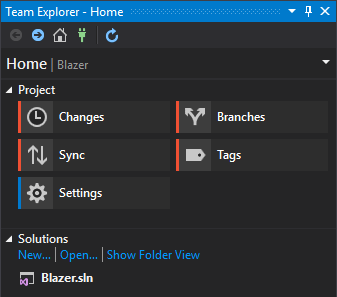 Team Explorer - Home
Home | Blazer
Project
Changes
Branches
Sync
Tags
Settings
Solutions
New... | Open... | Show Folder View
Blazer.sln